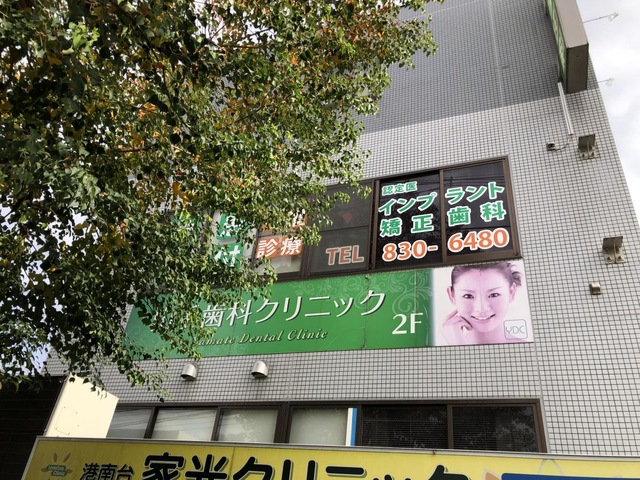 認定医
インプラント
矯正歯科
診療
TEL
830-6480
歯科クリニック
Dental Clinic
2F
YDC
港南台
家光クリニック